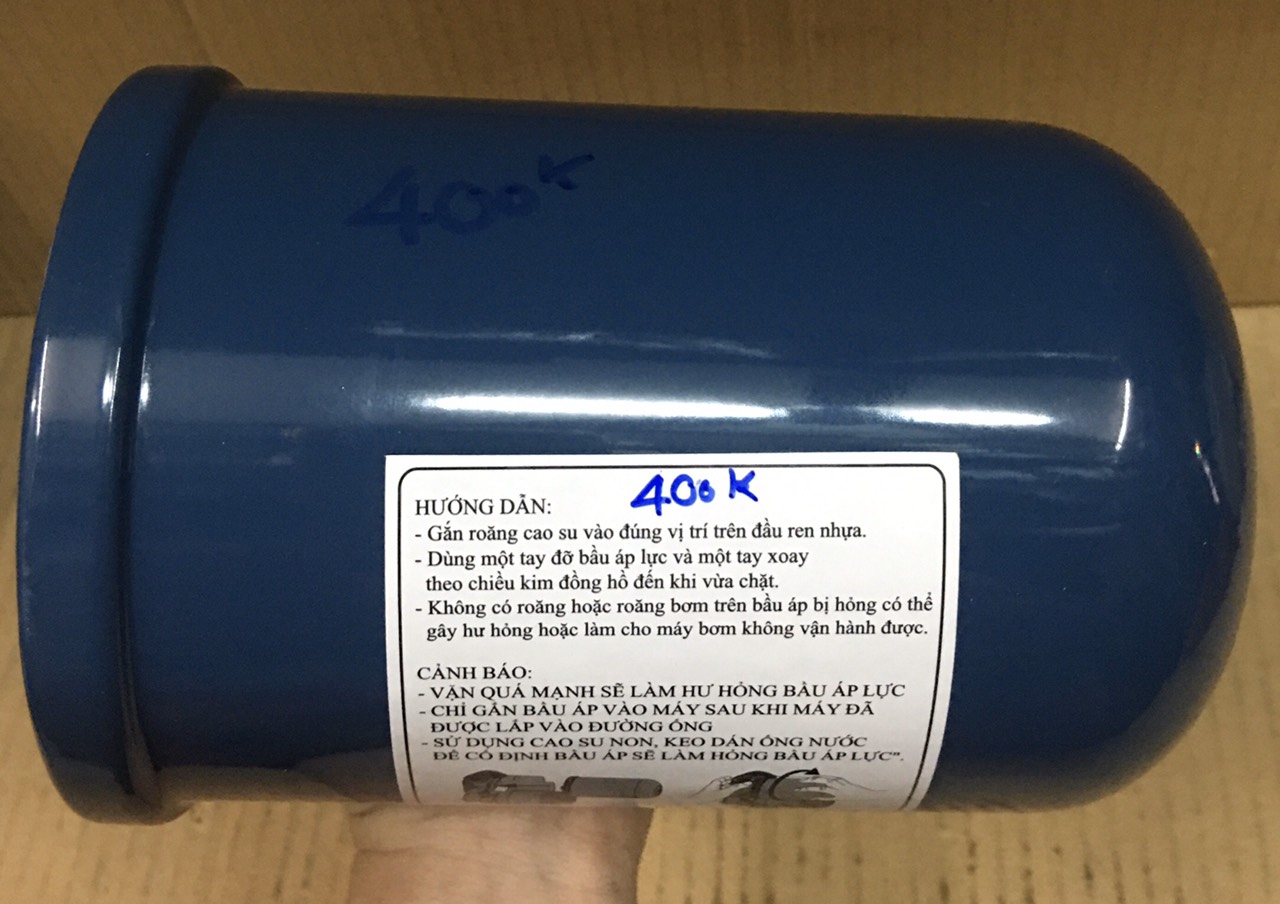 400K
400K
HƯỚNG DẪN:
- Gắn roăng cao su vào đúng vị trí trên đầu ren nhựa.
- Dùng một tay đỡ bầu áp lực và một tay xoay
theo chiều kim đồng hồ đến khi vừa chặt.
- Không có roăng hoặc roăng bơm trên bầu áp bị hỏng có thể
gây hư hỏng hoặc làm cho máy bơm không vận hành được.
CẢNH BÁO:
- VẶN QUÁ MẠNH SẼ LÀM HƯ HỎNG BẦU ÁP LỰC
- CHỈ GẮN BẦU ÁP VÀO MÁY SAU KHI MÁY ĐÃ
ĐƯỢC LẮP VÀO ĐƯỜNG ỐNG
- SỬ DỤNG CAO SU NON, KEO DÁN ỐNG NƯỚC
ĐỂ CỐ ĐỊNH BẦU ÁP SẼ LÀM HỎNG BẦU ÁP LỰC".